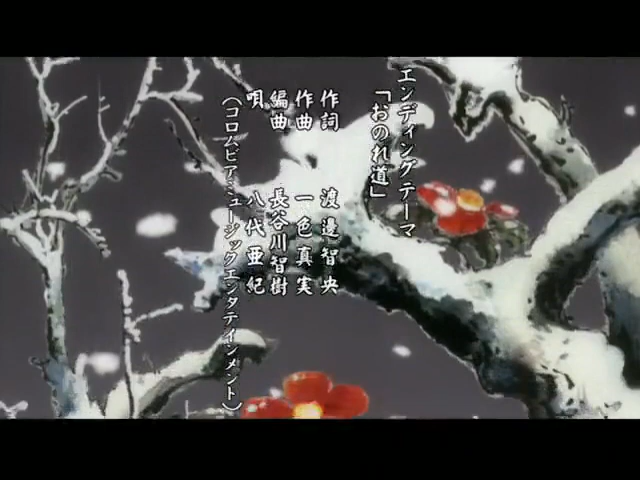 エンディングテーマ
「おのれ道」
作詞　渡邊智央
作曲　一色真実
編曲　長谷川智樹
唄　八代亜紀
（コロムビアミュージックエンタテインメント）